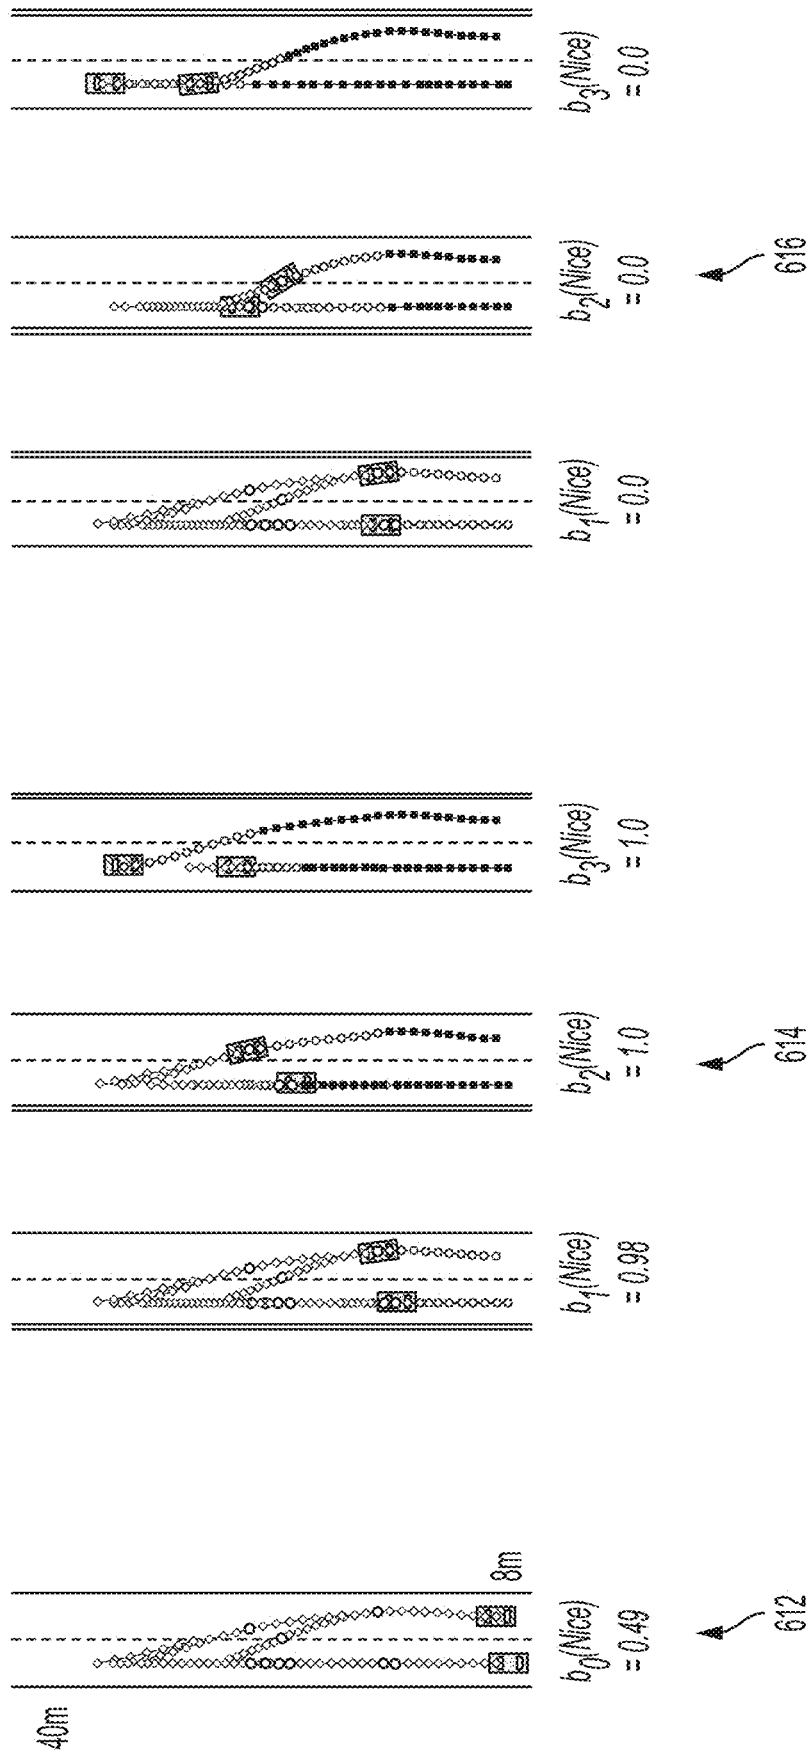 40m
8m
b0(Nice)
= 0.49
612
b1(Nice)
= 0.98
b2(Nice)
= 1.0
614
b3(Nice)
= 1.0
b1(Nice)
= 0.0
b2(Nice)
= 0.0
616
b3(Nice)
= 0.0